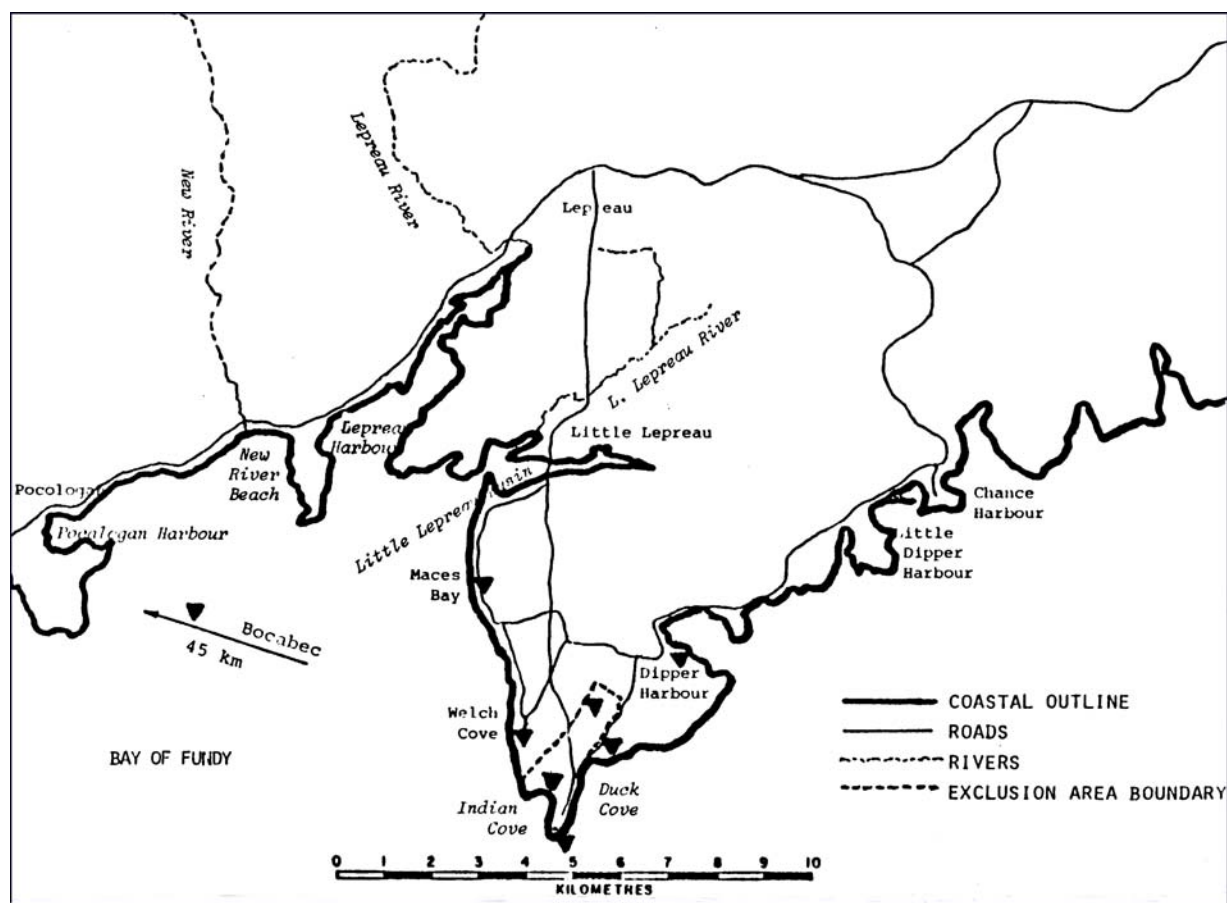 Lepreau River
New River
Lepreau
L. Lepreau River
Little Lepreau
Lepreau
Harbour
New
River
Beach
Pocologan
Pocologan Harbour
Little Lepreau Basin
Chance
Harbour
Little
Dipper
Harbour
Maces
Bay
Bocabec
45 km
Dipper
Harbour
Welch
Cove
BAY OF FUNDY
Indian
Cove
Duck
Cove
COASTAL OUTLINE
ROADS
RIVERS
EXCLUSION AREA BOUNDARY
0 1 2 3 4 5 6 7 8 9 10
KILOMETRES